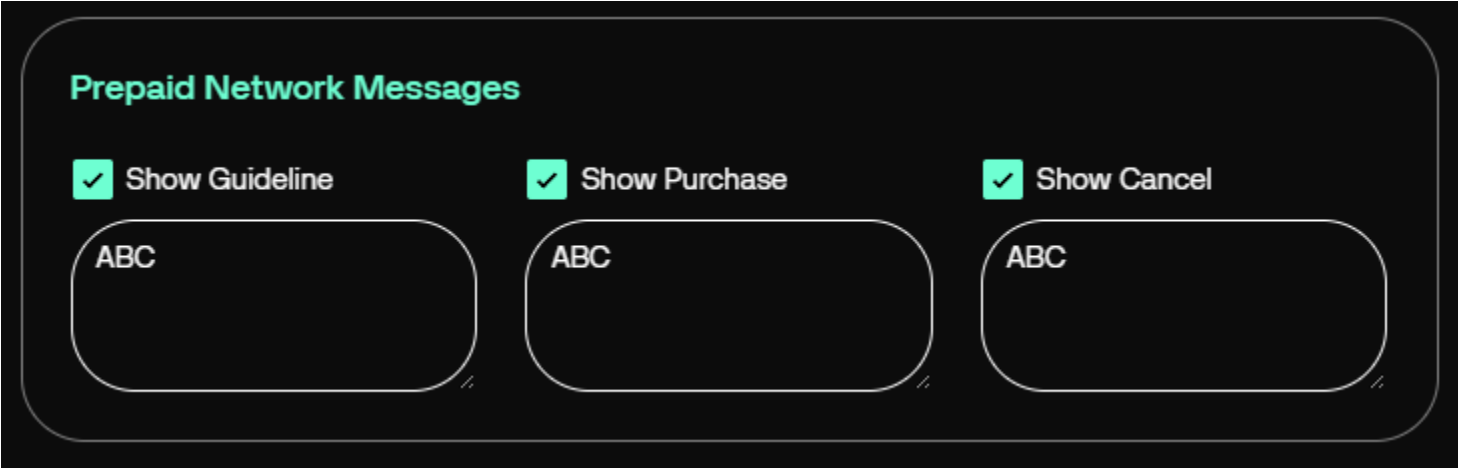 Prepaid Network Messages
Show Guideline
Show Purchase
Show Cancel
ABC
ABC
ABC